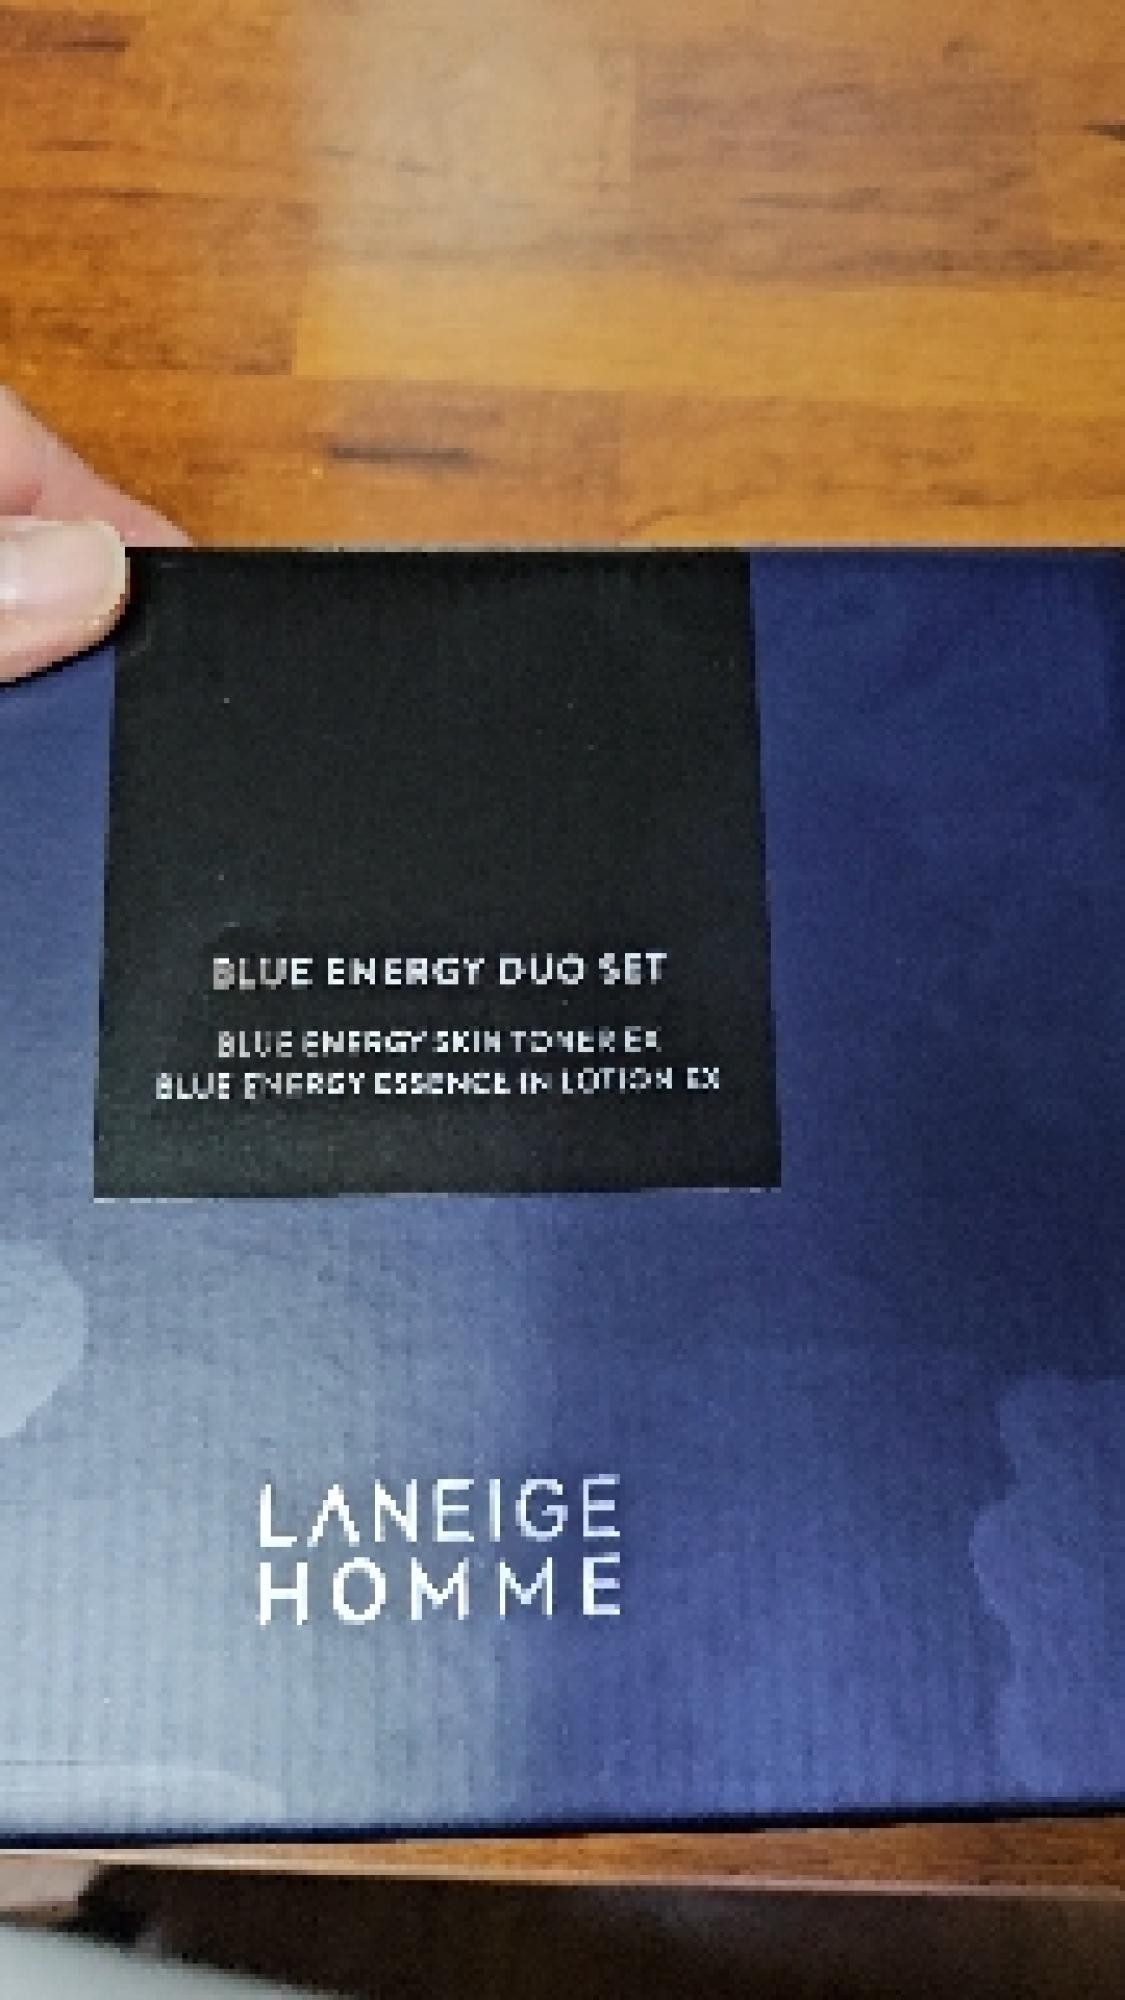 BLUE ENERGY DUO SET
BLUE ENERGY SKIN TONER EX
BLUE ENERGY ESSENCE IN LOTION EX
LANEIGE
HOMME